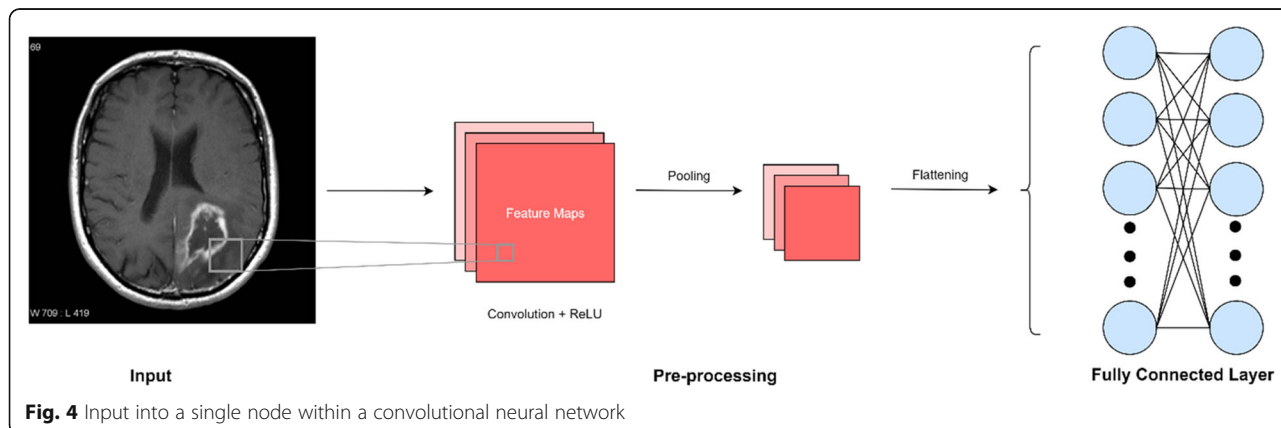 69
W 709 : L 419
Feature Maps
Convolution + ReLU
Pooling
Flattening
Input
Pre-processing
Fully Connected Layer
Fig. 4 Input into a single node within a convolutional neural network